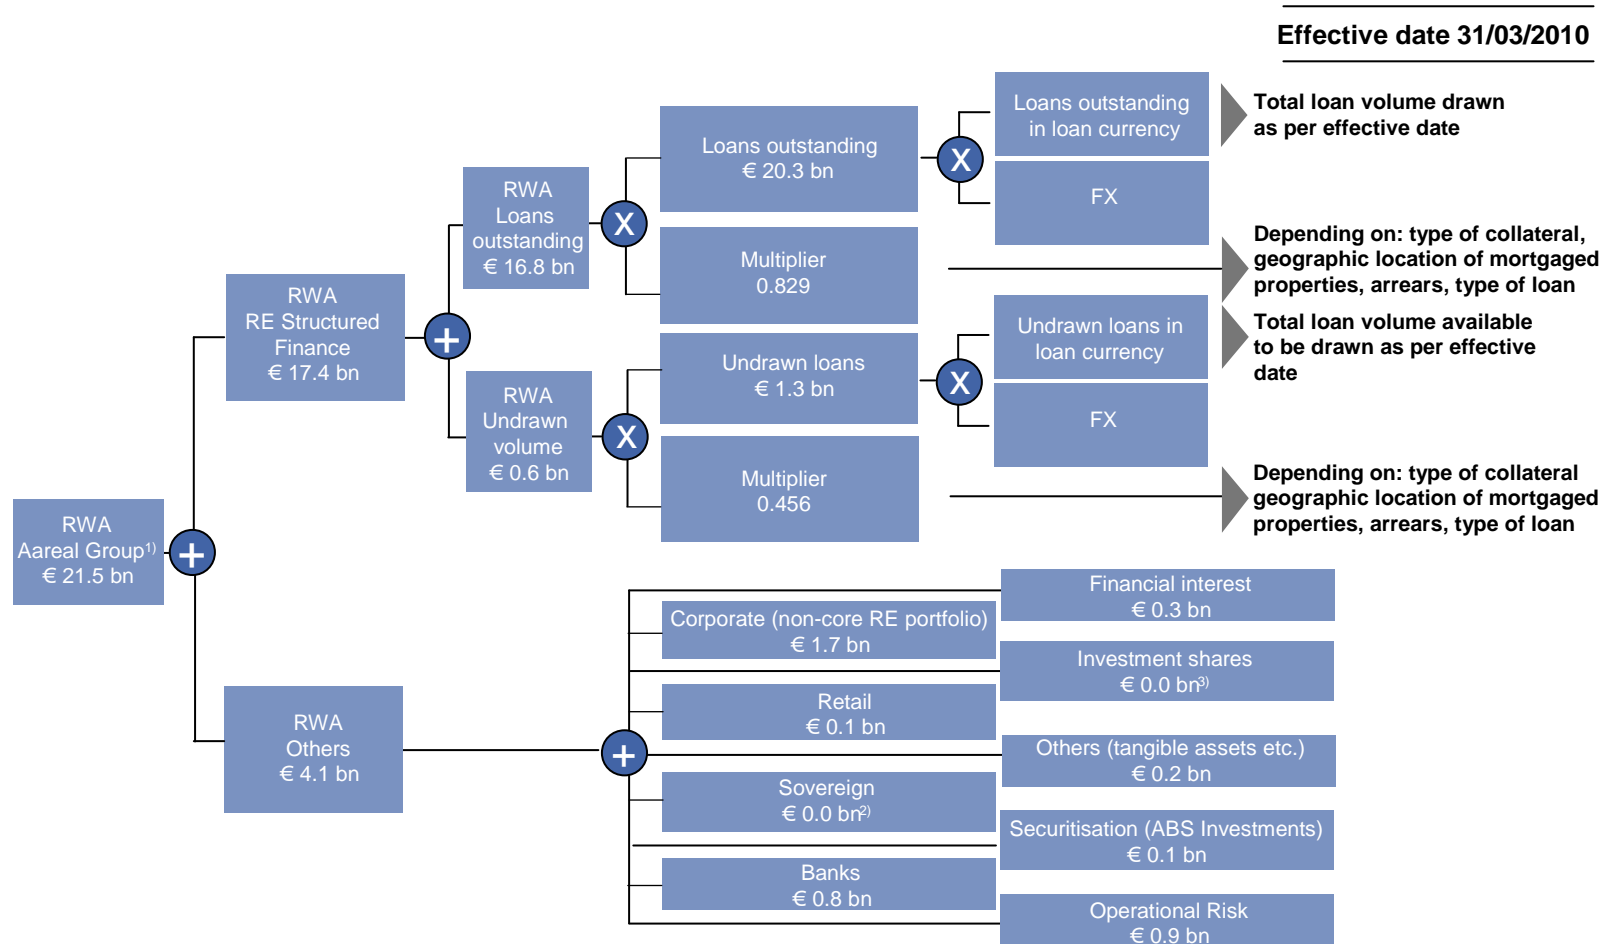 Effective date 31/03/2010
Loans outstanding
in loan currency
Total loan volume drawn
as per effective date
Loans outstanding
€ 20.3 bn
X
FX
RWA
Loans
outstanding
€ 16.8 bn
X
Multiplier
0.829
Depending on: type of collateral,
geographic location of mortgaged
properties, arrears, type of loan
RWA
RE Structured
Finance
€ 17.4 bn
+
Undrawn loans in
loan currency
Total loan volume available
to be drawn as per effective
date
Undrawn loans
€ 1.3 bn
X
FX
RWA
Undrawn
volume
€ 0.6 bn
X
Multiplier
0.456
Depending on: type of collateral
geographic location of mortgaged
properties, arrears, type of loan
RWA
Aareal Group1)
€ 21.5 bn
+
Financial interest
€ 0.3 bn
Corporate (non-core RE portfolio)
€ 1.7 bn
Investment shares
€ 0.0 bn3)
Retail
€ 0.1 bn
RWA
Others
€ 4.1 bn
+
Others (tangible assets etc.)
€ 0.2 bn
Sovereign
€ 0.0 bn2)
Securitisation (ABS Investments)
€ 0.1 bn
Banks
€ 0.8 bn
Operational Risk
€ 0.9 bn